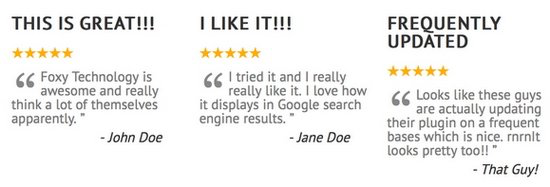 THIS IS GREAT!!!
“ Foxy Technology is
awesome and really
think a lot of themselves
apparently. ”
- John Doe
I LIKE IT!!!
“ I tried it and I really
really like it. I love how
it displays in Google search
engine results. ”
- Jane Doe
FREQUENTLY
UPDATED
“ Looks like these guys
are actually updating
their plugin on a frequent
bases which is nice. rnrnIt
looks pretty too!! ”
- That Guy!